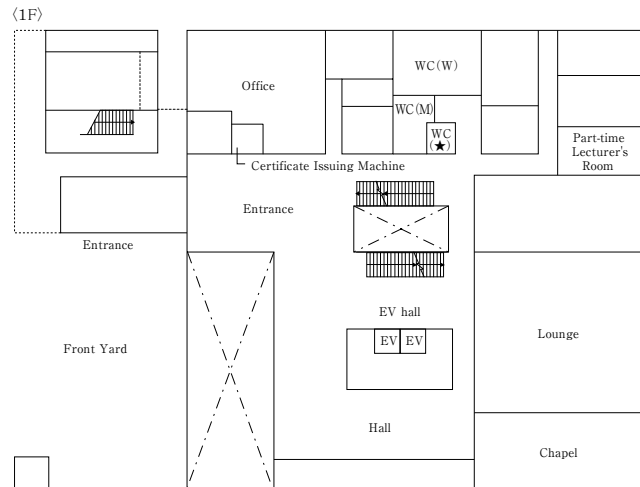 〈1F〉
Office
WC(W)
WC(M)
WC
(★)
Certificate Issuing Machine
Part-time
Lecturer's
Room
Entrance
Entrance
EV hall
EV EV
Front Yard
Lounge
Hall
Chapel